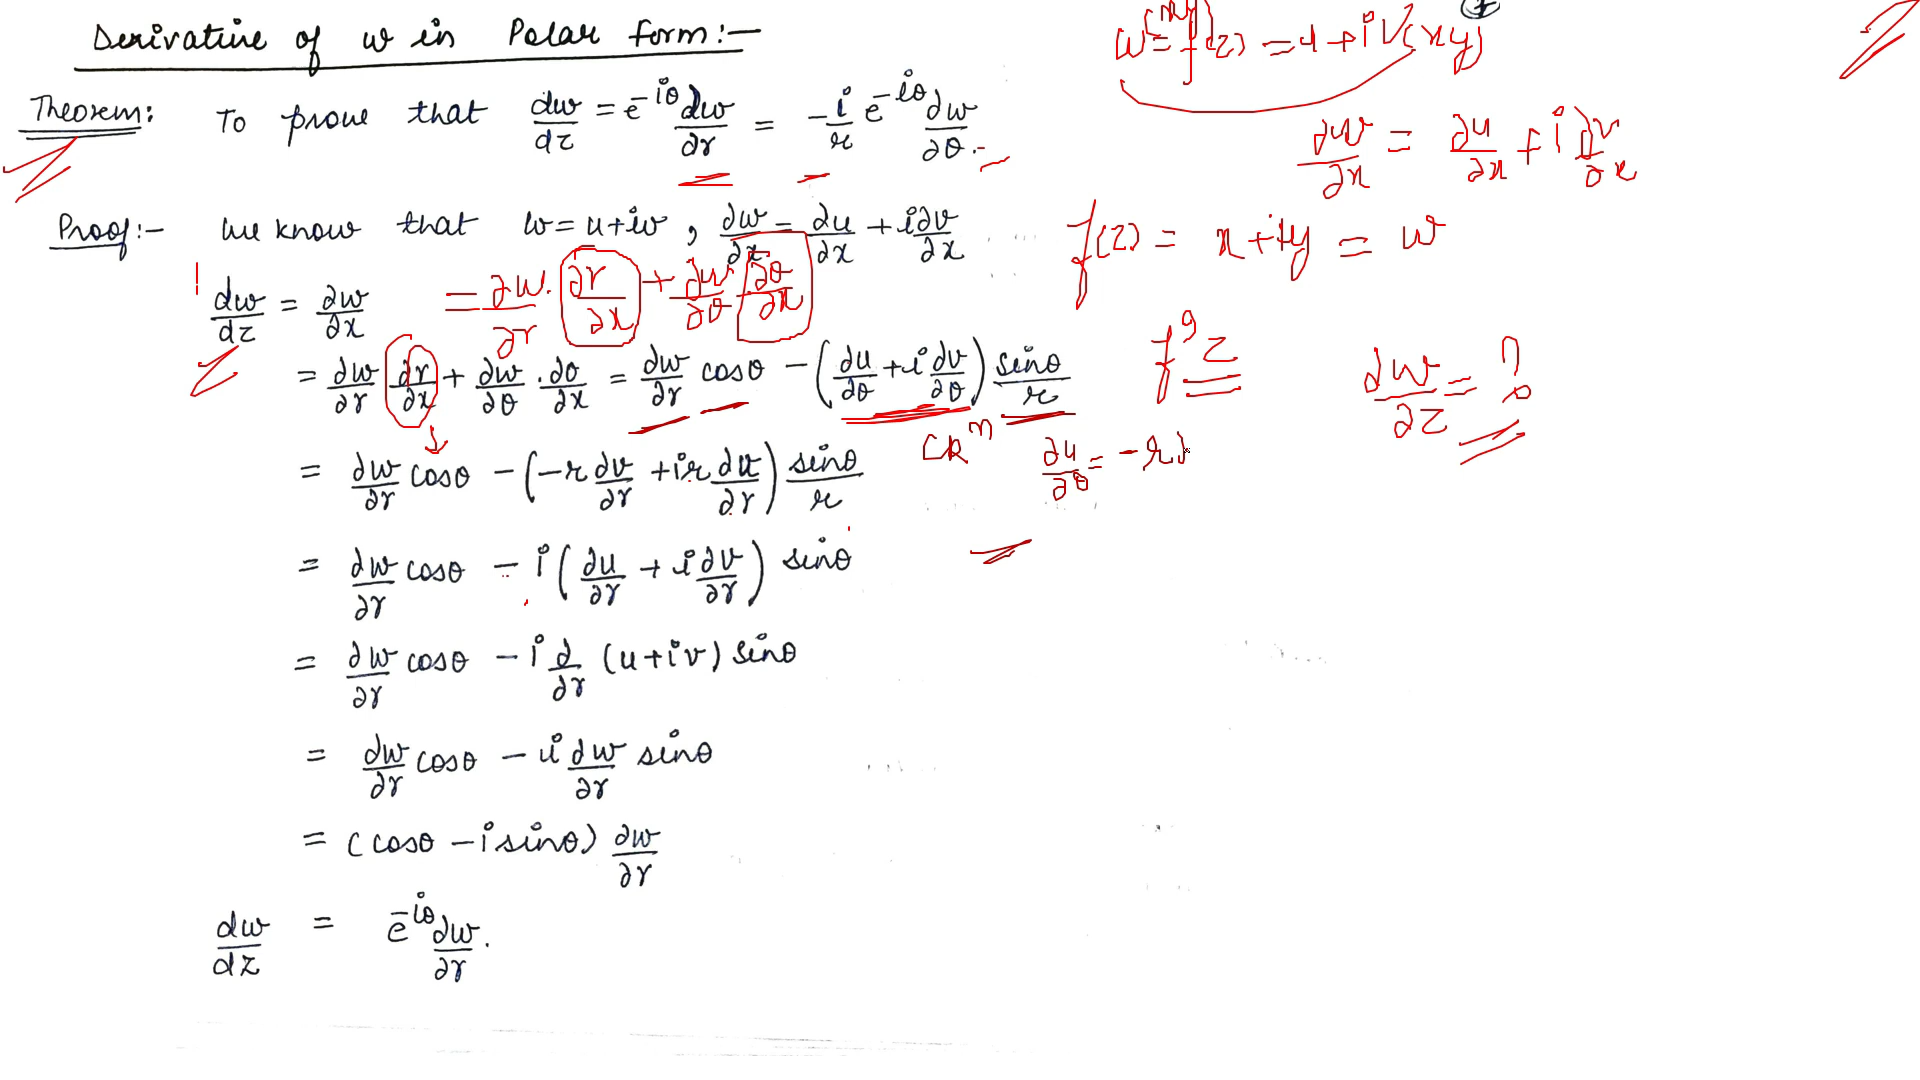 Derivative of w in Polar form:-
w = f(z) = u + iV(xy)
Theorem: To prove that dw/dz = e^-iθ ∂w/∂r = -i/r e^-iθ ∂w/∂θ.
∂w/∂x = ∂u/∂x + i ∂v/∂x
Proof:- We know that w = u+iv, ∂w/∂x = ∂u/∂x + i∂v/∂x
f(z) = x+iy = w
dw/dz = ∂w/∂x = ∂w/∂r . ∂r/∂x + ∂w/∂θ ∂θ/∂x
= ∂w/∂r ∂r/∂x + ∂w/∂θ . ∂θ/∂x = ∂w/∂r cosθ - (∂u/∂θ + i ∂v/∂θ) sinθ/r
∂w/∂z = ?
CR^n ∂u/∂θ = -r
= ∂w/∂r cosθ - (-r ∂v/∂r + ir ∂u/∂r) sinθ/r
= ∂w/∂r cosθ - i(∂u/∂r + i ∂v/∂r) sinθ
= ∂w/∂r cosθ - i ∂/∂r (u+iv) sinθ
= ∂w/∂r cosθ - i ∂w/∂r sinθ
= (cosθ - i sinθ) ∂w/∂r
dw/dz = e^-iθ ∂w/∂r.